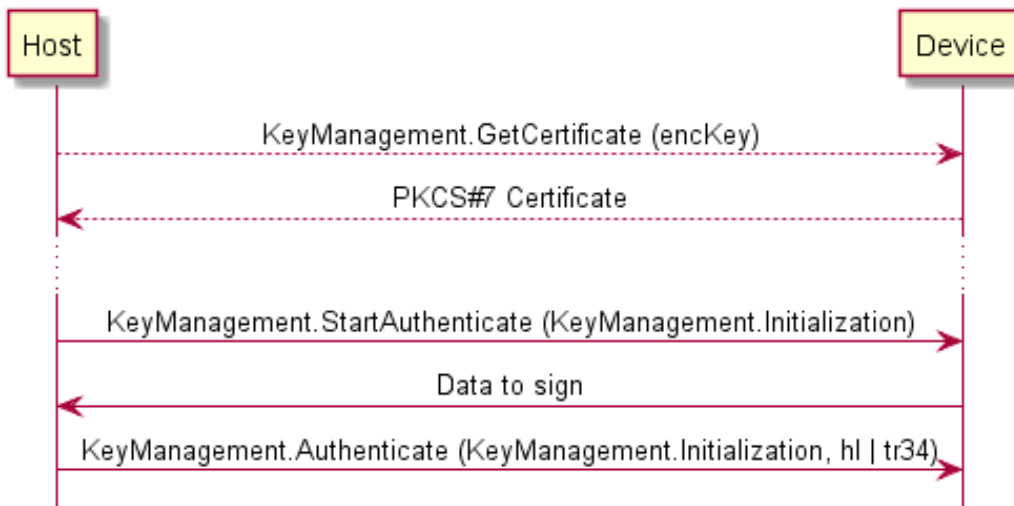 Host
Device
KeyManagement.GetCertificate (encKey)
PKCS#7 Certificate
KeyManagement.StartAuthenticate (KeyManagement.Initialization)
Data to sign
KeyManagement.Authenticate (KeyManagement.Initialization, hl | tr34)